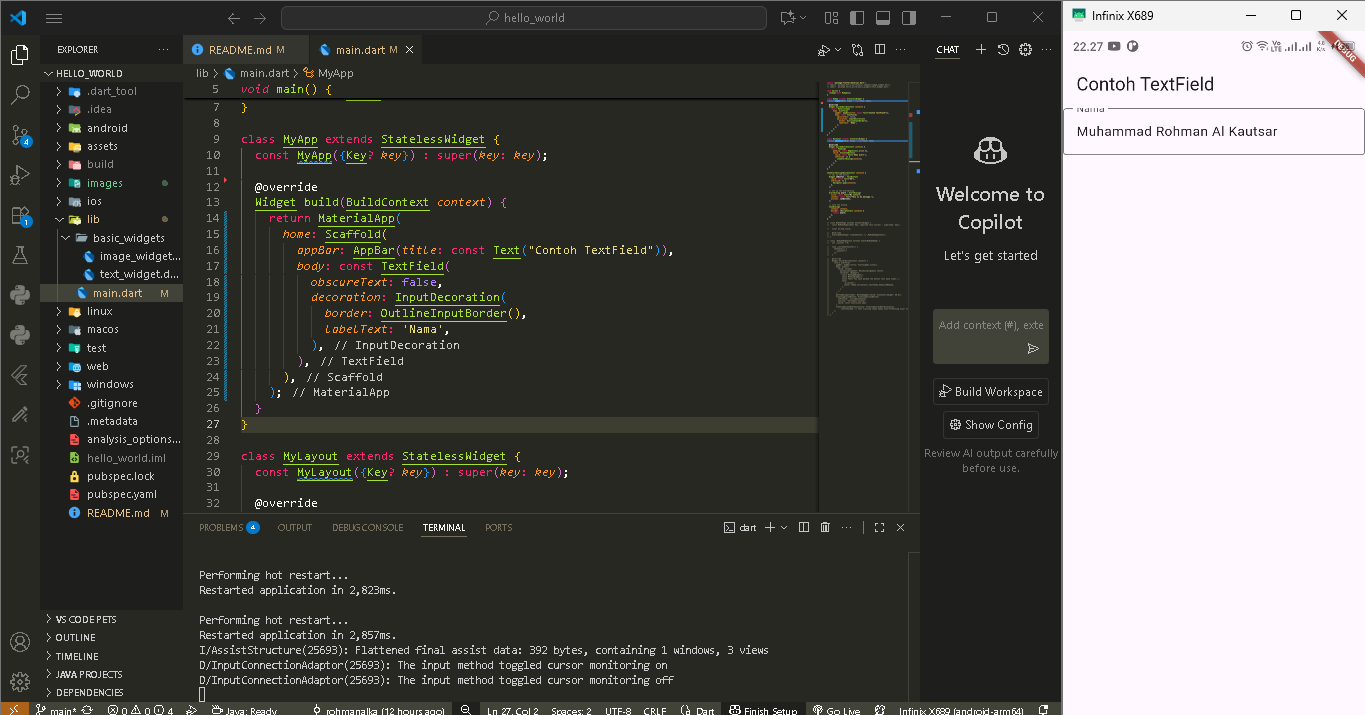 hello_world
Infinix X689
EXPLORER
README.md M
main.dart M
CHAT
22.27
DEBUG
HELLO_WORLD
lib > main.dart > MyApp
.dart_tool
.idea
android
assets
build
images
ios
lib
basic_widgets
image_widget...
text_widget.d...
main.dart M
linux
macos
test
web
windows
.gitignore
.metadata
analysis_options...
hello_world.iml
pubspec.lock
pubspec.yaml
README.md M
VS CODE PETS
OUTLINE
TIMELINE
JAVA PROJECTS
DEPENDENCIES
4
1
5 void main() {
7 }
8
9 class MyApp extends StatelessWidget {
10 const MyApp({Key? key}) : super(key: key);
11
12 @override
13 Widget build(BuildContext context) {
14 return MaterialApp(
15 home: Scaffold(
16 appBar: AppBar(title: const Text("Contoh TextField")),
17 body: const TextField(
18 obscureText: false,
19 decoration: InputDecoration(
20 border: OutlineInputBorder(),
21 labelText: 'Nama',
22 ), // InputDecoration
23 ), // TextField
24 ), // Scaffold
25 ); // MaterialApp
26 }
27 }
28
29 class MyLayout extends StatelessWidget {
30 const MyLayout({Key? key}) : super(key: key);
31
32 @override
PROBLEMS 4 OUTPUT DEBUG CONSOLE TERMINAL PORTS
dart
Performing hot restart...
Restarted application in 2,823ms.
Performing hot restart...
Restarted application in 2,857ms.
I/AssistStructure(25693): Flattened final assist data: 392 bytes, containing 1 windows, 3 views
D/InputConnectionAdaptor(25693): The input method toggled cursor monitoring on
D/InputConnectionAdaptor(25693): The input method toggled cursor monitoring off
Welcome to
Copilot
Let's get started
Add context (#), exte
Build Workspace
Show Config
Review AI output carefully
before use.
Contoh TextField
Nama
Muhammad Rohman Al Kautsar
main* 0 0 4 Java: Ready rohmanalka (12 hours ago) Ln 27, Col 2 Spaces: 2 UTF-8 CRLF Dart Finish Setup Go Live Infinix X689 (android-arm64)